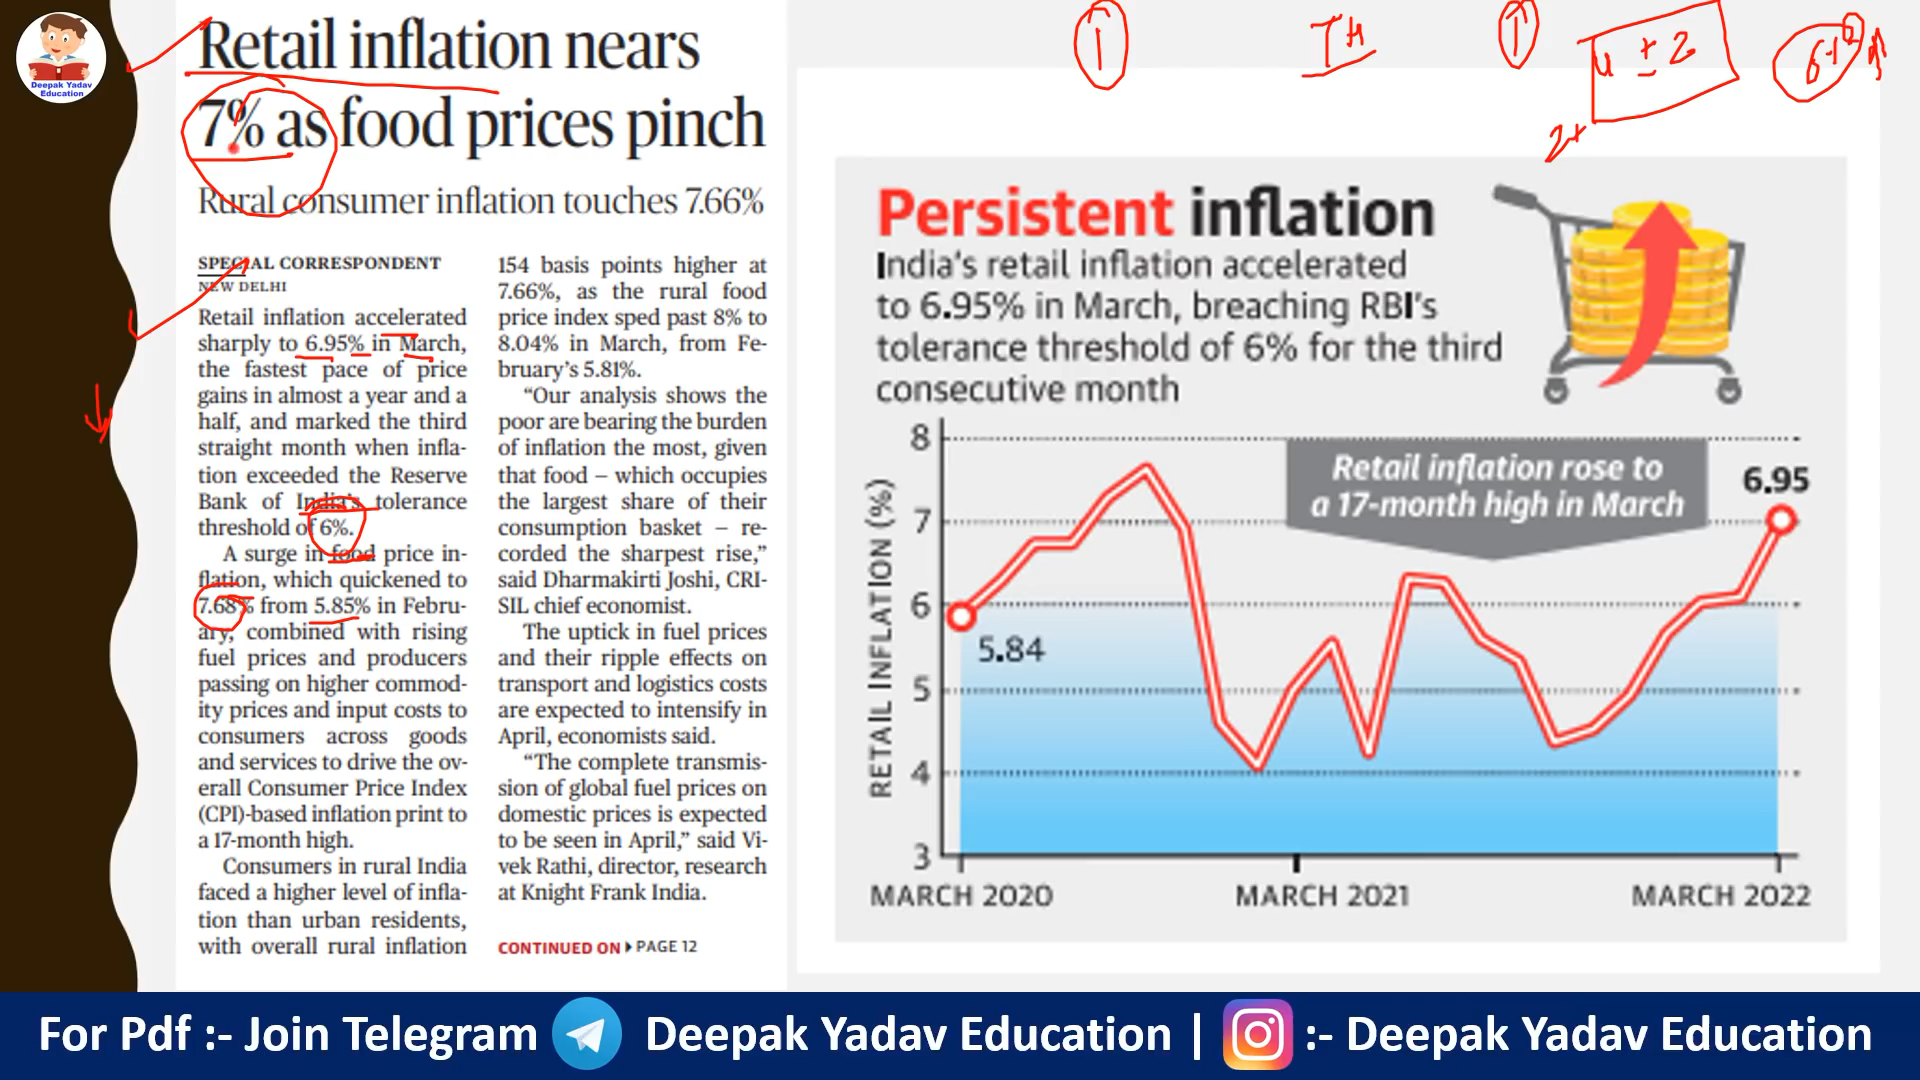 Deepak Yadav
Education
Retail inflation nears
7% as food prices pinch
Rural consumer inflation touches 7.66%
SPECIAL CORRESPONDENT
NEW DELHI
Retail inflation accelerated
sharply to 6.95% in March,
the fastest pace of price
gains in almost a year and a
half, and marked the third
straight month when infla-
tion exceeded the Reserve
Bank of India's tolerance
threshold of 6%.
A surge in food price in-
flation, which quickened to
7.68% from 5.85% in Febru-
ary, combined with rising
fuel prices and producers
passing on higher commod-
ity prices and input costs to
consumers across goods
and services to drive the ov-
erall Consumer Price Index
(CPI)-based inflation print to
a 17-month high.
Consumers in rural India
faced a higher level of infla-
tion than urban residents,
with overall rural inflation
154 basis points higher at
7.66%, as the rural food
price index sped past 8% to
8.04% in March, from Fe-
bruary's 5.81%.
“Our analysis shows the
poor are bearing the burden
of inflation the most, given
that food – which occupies
the largest share of their
consumption basket – re-
corded the sharpest rise,”
said Dharmakirti Joshi, CRI-
SIL chief economist.
The uptick in fuel prices
and their ripple effects on
transport and logistics costs
are expected to intensify in
April, economists said.
“The complete transmis-
sion of global fuel prices on
domestic prices is expected
to be seen in April,” said Vi-
vek Rathi, director, research
at Knight Frank India.
CONTINUED ON PAGE 12
Persistent inflation
India's retail inflation accelerated
to 6.95% in March, breaching RBI's
tolerance threshold of 6% for the third
consecutive month
RETAIL INFLATION (%)
8
7
6
5
4
3
Retail inflation rose to
a 17-month high in March
6.95
5.84
MARCH 2020 MARCH 2021 MARCH 2022
For Pdf :- Join Telegram Deepak Yadav Education | :- Deepak Yadav Education